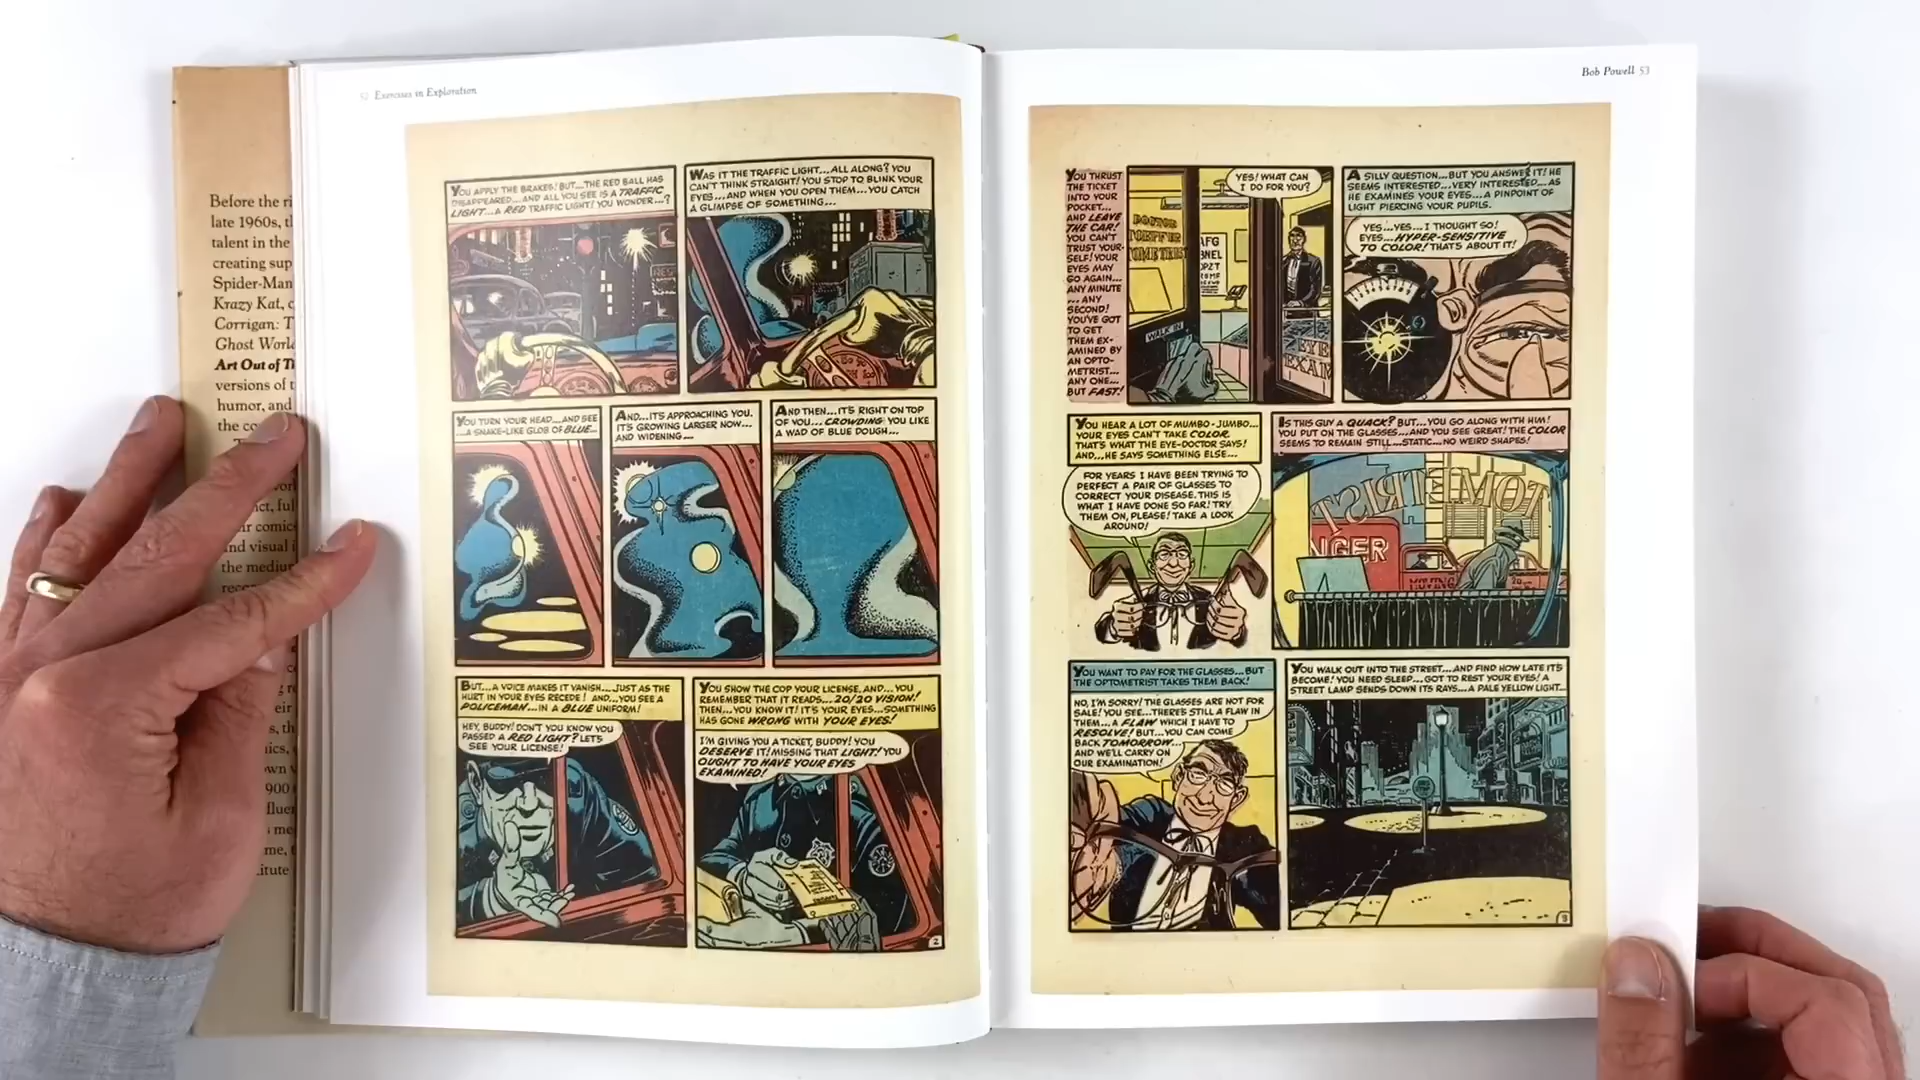 Before the ri
late 1960s, th
talent in the
creating sup
Spider-Man
Krazy Kat, c
Corrigan: T
Ghost World
Art Out of Ti
versions of t
humor, and
the co
and visual i
the medium
52 Exercises in Exploration
YOU APPLY THE BRAKES! BUT...THE RED BALL HAS
DISAPPEARED...AND ALL YOU SEE IS A TRAFFIC
LIGHT...A RED TRAFFIC LIGHT! YOU WONDER...?
WAS IT THE TRAFFIC LIGHT...ALL ALONG? YOU
CAN'T THINK STRAIGHT! YOU STOP TO BLINK YOUR
EYES...AND WHEN YOU OPEN THEM...YOU CATCH
A GLIMPSE OF SOMETHING...
YOU TURN YOUR HEAD...AND SEE
...A SNAKE-LIKE GLOB OF BLUE...
AND...IT'S APPROACHING YOU.
IT'S GROWING LARGER NOW...
AND WIDENING...
AND THEN...IT'S RIGHT ON TOP
OF YOU...CROWDING YOU LIKE
A WAD OF BLUE DOUGH...
BUT...A VOICE MAKES IT VANISH...JUST AS THE
HURT IN YOUR EYES RECEDE! AND...YOU SEE A
POLICEMAN...IN A BLUE UNIFORM!
HEY, BUDDY! DON'T YOU KNOW YOU
PASSED A RED LIGHT? LET'S
SEE YOUR LICENSE!
YOU SHOW THE COP YOUR LICENSE, AND...YOU
REMEMBER THAT IT READS...20/20 VISION!
THEN...YOU KNOW IT! IT'S YOUR EYES...SOMETHING
HAS GONE WRONG WITH YOUR EYES!
I'M GIVING YOU A TICKET, BUDDY! YOU
DESERVE IT! MISSING THAT LIGHT! YOU
OUGHT TO HAVE YOUR EYES
EXAMINED!
2
Bob Powell 53
YOU THRUST
THE TICKET
INTO YOUR
POCKET...
AND LEAVE
THE CAR!
YOU CAN'T
TRUST YOUR-
SELF! YOUR
EYES MAY
GO AGAIN...
ANY MINUTE
...ANY
SECOND!
YOU'VE GOT
TO GET
THEM EX-
AMINED BY
AN OPTO-
METRIST...
ANY ONE...
BUT FAST!
YES! WHAT CAN
I DO FOR YOU?
DOCTOR
WALK IN
EYE
EXAM
A SILLY QUESTION...BUT YOU ANSWER IT! HE
SEEMS INTERESTED...VERY INTERESTED...AS
HE EXAMINES YOUR EYES...A PINPOINT OF
LIGHT PIERCING YOUR PUPILS.
YES...YES...I THOUGHT SO!
EYES...HYPER-SENSITIVE
TO COLOR! THAT'S ABOUT IT!
YOU HEAR A LOT OF MUMBO-JUMBO...
YOUR EYES CAN'T TAKE COLOR.
THAT'S WHAT THE EYE-DOCTOR SAYS!
AND...HE SAYS SOMETHING ELSE...
FOR YEARS I HAVE BEEN TRYING TO
PERFECT A PAIR OF GLASSES TO
CORRECT YOUR DISEASE. THIS IS
WHAT I HAVE DONE SO FAR! TRY
THEM ON, PLEASE! TAKE A LOOK
AROUND!
IS THIS GUY A QUACK? BUT...YOU GO ALONG WITH HIM!
YOU PUT ON THE GLASSES...AND YOU SEE GREAT! THE COLOR
SEEMS TO REMAIN STILL...STATIC...NO WEIRD SHAPES!
TOMETRIST
NGER
MOVING
YOU WANT TO PAY FOR THE GLASSES...BUT
THE OPTOMETRIST TAKES THEM BACK!
NO, I'M SORRY! THE GLASSES ARE NOT FOR
SALE! YOU SEE...THERE'S STILL A FLAW IN
THEM...A FLAW WHICH I HAVE TO
RESOLVE! BUT...YOU CAN COME
BACK TOMORROW...
AND WE'LL CARRY ON
OUR EXAMINATION!
YOU WALK OUT INTO THE STREET...AND FIND HOW LATE IT'S
BECOME! YOU NEED SLEEP...GOT TO REST YOUR EYES! A
STREET LAMP SENDS DOWN ITS RAYS...A PALE YELLOW LIGHT...
3